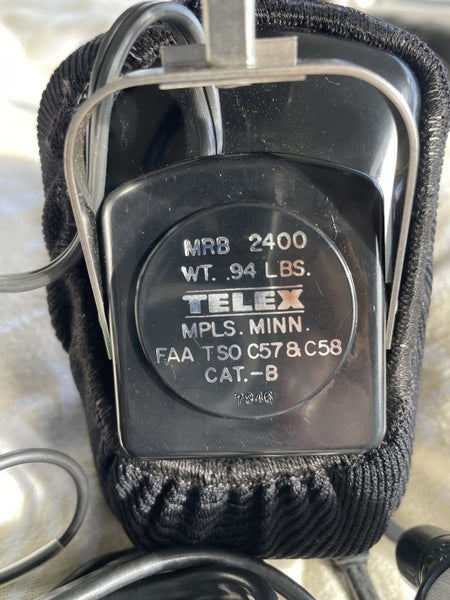 MRB 2400
WT. .94 LBS.
TELEX
MPLS. MINN.
FAA TSO C57 & C58
CAT.-B